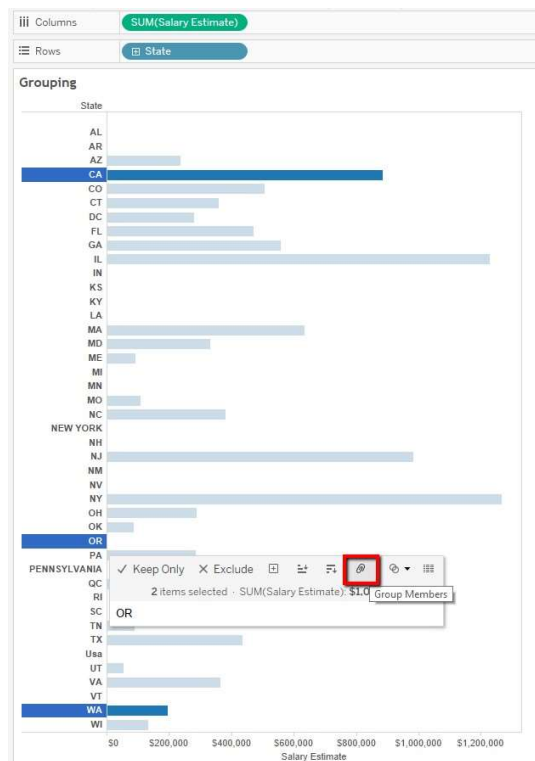 Columns SUM(Salary Estimate)
Rows State
Grouping
State
AL
AR
AZ
CA
CO
CT
DC
FL
GA
IL
IN
KS
KY
LA
MA
MD
ME
MI
MN
MO
NC
NEW YORK
NH
NJ
NM
NV
NY
OH
OK
OR
PA
PENNSYLVANIA
Keep Only Exclude
QC
2 items selected · SUM(Salary Estimate): $1,0
Group Members
RI
SC
OR
TN
TX
Usa
UT
VA
VT
WA
WI
$0 $200,000 $400,000 $600,000 $800,000 $1,000,000 $1,200,000
Salary Estimate